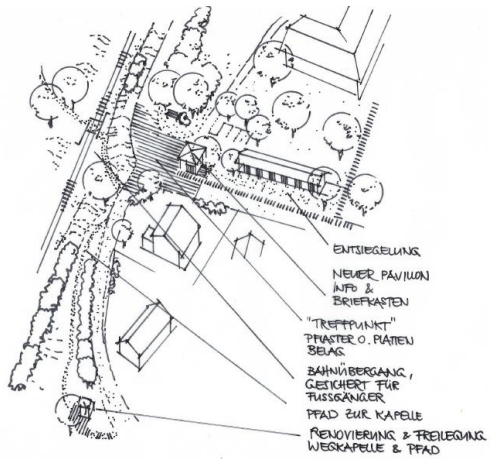 ENTSIEGELUNG
NEUER PAVILLON
INFO &
BRIEFKASTEN
"TREFFPUNKT"
PFLASTER O. PLATTEN
BELAG
BAHNÜBERGANG,
GESICHERT FÜR
FUSSGÄNGER
PFAD ZUR KAPELLE
RENOVIERUNG & FREILEGUNG
WEGKAPELLE & PFAD